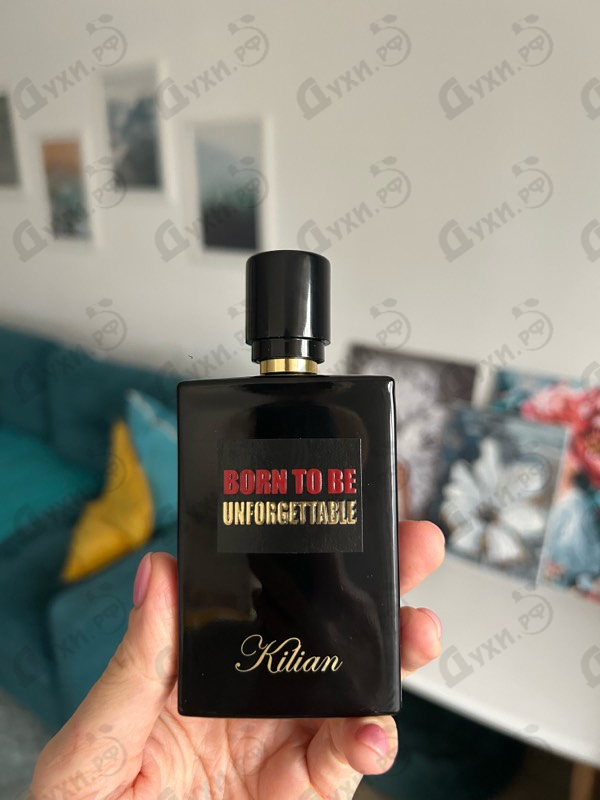 BORN TO BE
UNFORGETTABLE
Kilian
Духи.рф